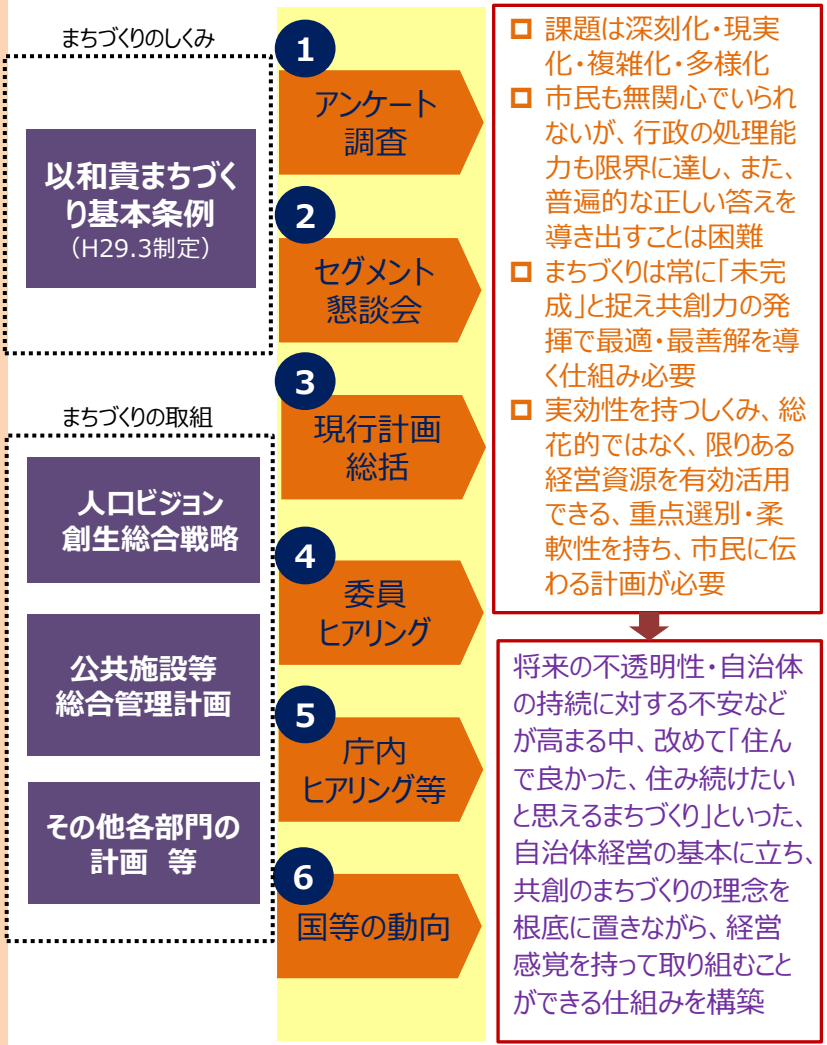 まちづくりのしくみ
以和貴まちづく
り基本条例
（H29.3制定）
まちづくりの取組
人口ビジョン
創生総合戦略
公共施設等
総合管理計画
その他各部門の
計画 等
1
アンケート
調査
2
セグメント
懇談会
3
現行計画
総括
4
委員
ヒアリング
5
庁内
ヒアリング等
6
国等の動向
課題は深刻化・現実
化・複雑化・多様化
市民も無関心でいられ
ないが、行政の処理能
力も限界に達し、また、
普遍的な正しい答えを
導き出すことは困難
まちづくりは常に「未完
成」と捉え共創力の発
揮で最適・最善解を導
く仕組み必要
実効性を持つしくみ、総
花的ではなく、限りある
経営資源を有効活用
できる、重点選別・柔
軟性を持ち、市民に伝
わる計画が必要
将来の不透明性・自治体
の持続に対する不安など
が高まる中、改めて「住ん
で良かった、住み続けたい
と思えるまちづくり」といった、
自治体経営の基本に立ち、
共創のまちづくりの理念を
根底に置きながら、経営
感覚を持って取り組むこと
ができる仕組みを構築